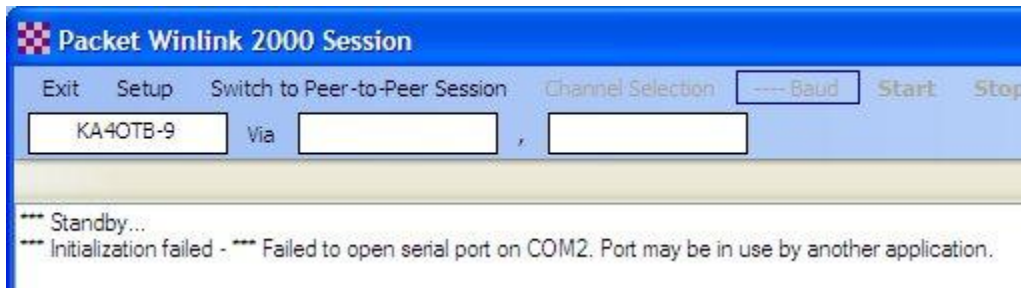 Packet Winlink 2000 Session
Exit Setup Switch to Peer-to-Peer Session Channel Selection ---- Baud Start Stop
KA4OTB-9 Via ,
*** Standby...
*** Initialization failed - *** Failed to open serial port on COM2. Port may be in use by another application.